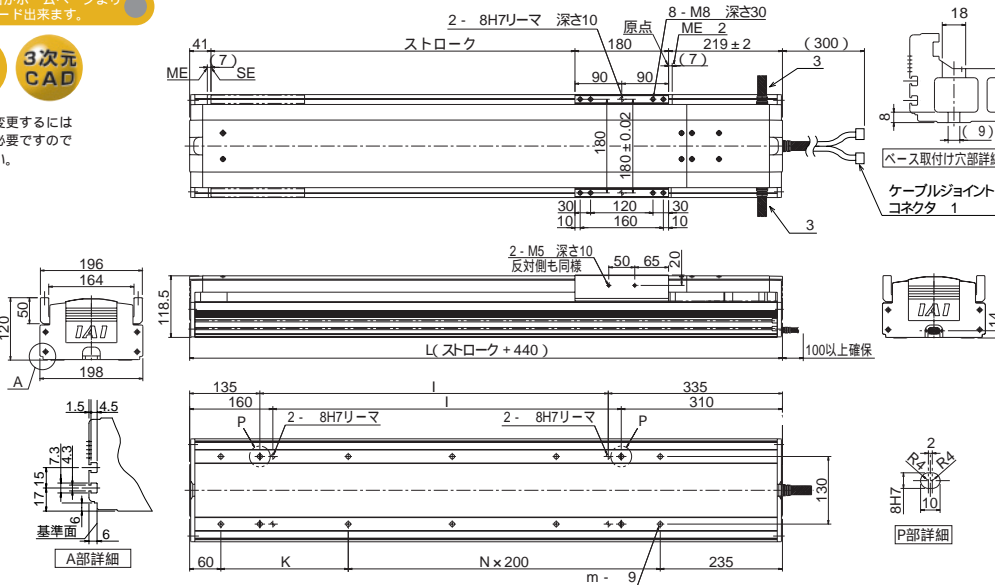 ホームページより
ード出来ます。
3次元
CAD
変更するには
必要ですので
い。
2 - 8H7リーマ 深さ10
8 - M8 深さ30
原点
ME 2
41
ストローク
180
219±2
(300)
(7)
(7)
ME
SE
90
90
3
180
180±0.02
30
120
30
10
160
10
3
18
8
(9)
ベース取付け穴部詳細
ケーブルジョイント
コネクタ 1
196
164
50
120
198
A
118.5
2 - M5 深さ10
反対側も同様
50
65
20
IAI
IAI
14
L(ストローク+440)
100以上確保
135
l
335
160
l
310
P
2 - 8H7リーマ
2 - 8H7リーマ
P
130
60
K
N×200
235
m - 9
1.5
4.5
7.3
4.3
15
17.
6
6
基準面
A部詳細
2
R4
R4
8H7
10
P部詳細